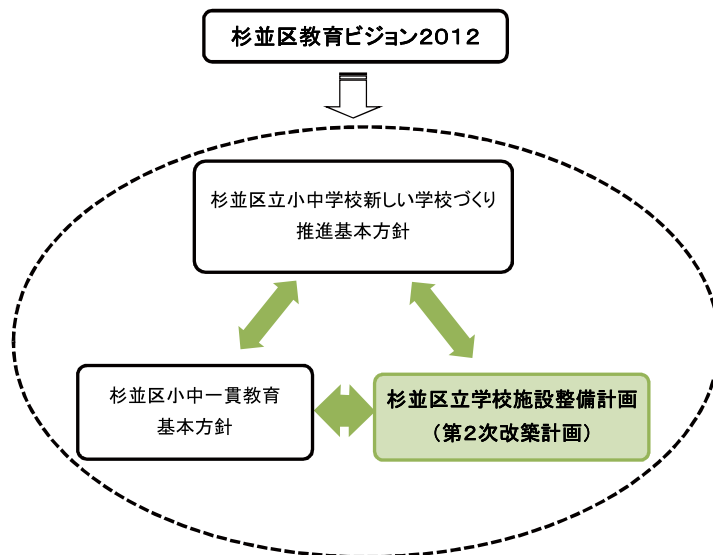 杉並区教育ビジョン２０１２
杉並区立小中学校新しい学校づくり
推進基本方針
杉並区小中一貫教育
基本方針
杉並区立学校施設整備計画
（第２次改築計画）